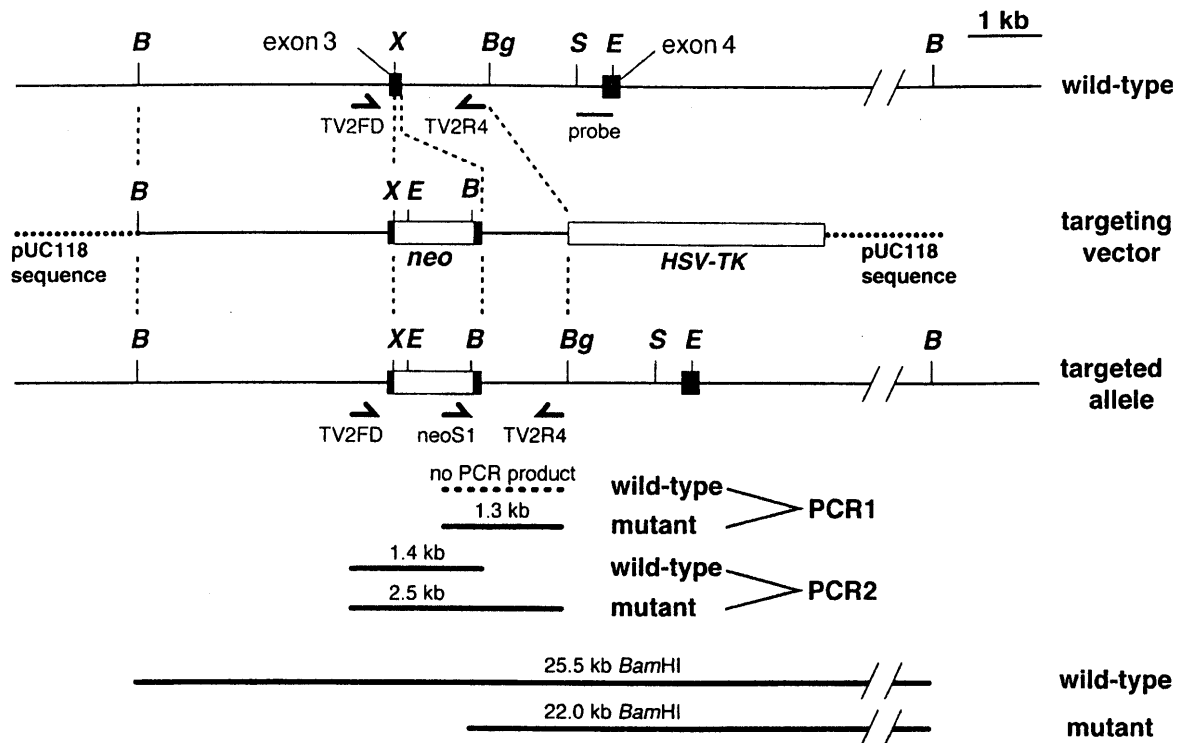 1 kb
B exon 3 X Bg S E exon 4 B
wild-type
TV2FD TV2R4 probe
B X E B
targeting
vector
pUC118
sequence
neo
HSV-TK
pUC118
sequence
B X E B Bg S E B
targeted
allele
TV2FD neoS1 TV2R4
no PCR product
wild-type
PCR1
1.3 kb
mutant
1.4 kb
wild-type
PCR2
2.5 kb
mutant
25.5 kb BamHI
wild-type
22.0 kb BamHI
mutant